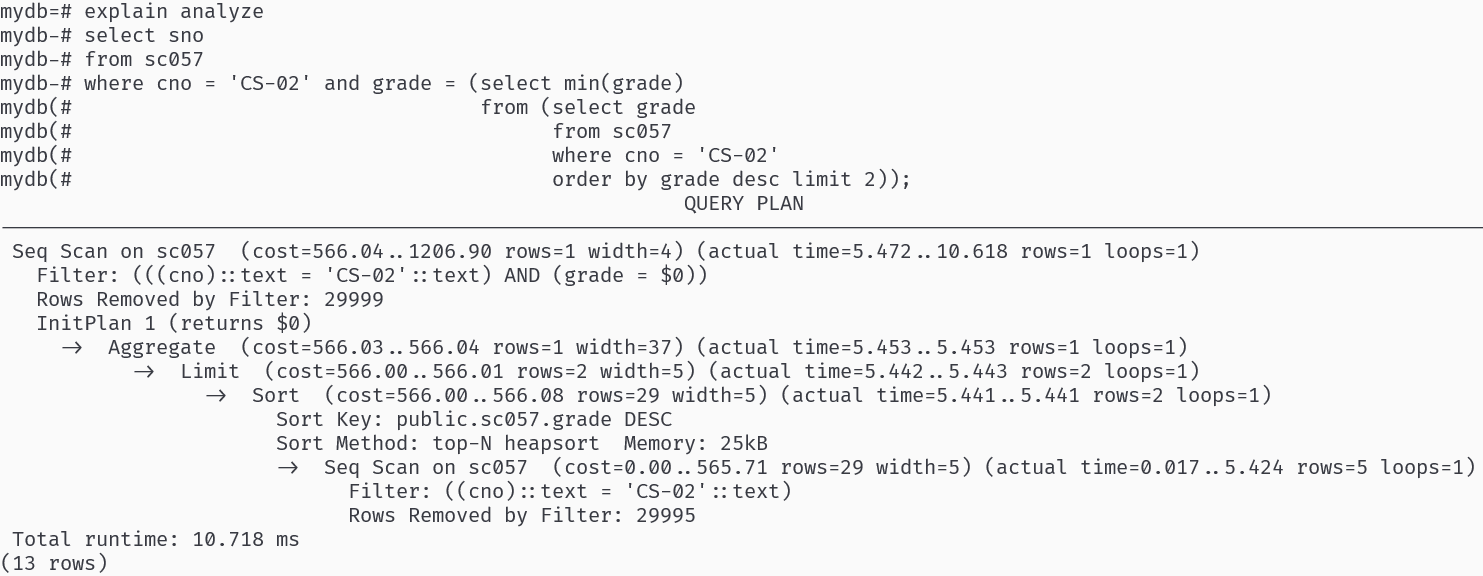 mydb=# explain analyze
mydb-# select sno
mydb-# from sc057
mydb-# where cno = 'CS-02' and grade = (select min(grade)
mydb(#                                  from (select grade
mydb(#                                        from sc057
mydb(#                                        where cno = 'CS-02'
mydb(#                                        order by grade desc limit 2));
                                                         QUERY PLAN
 Seq Scan on sc057  (cost=566.04..1206.90 rows=1 width=4) (actual time=5.472..10.618 rows=1 loops=1)
   Filter: (((cno)::text = 'CS-02'::text) AND (grade = $0))
   Rows Removed by Filter: 29999
   InitPlan 1 (returns $0)
     ->  Aggregate  (cost=566.03..566.04 rows=1 width=37) (actual time=5.453..5.453 rows=1 loops=1)
           ->  Limit  (cost=566.00..566.01 rows=2 width=5) (actual time=5.442..5.443 rows=2 loops=1)
                 ->  Sort  (cost=566.00..566.08 rows=29 width=5) (actual time=5.441..5.441 rows=2 loops=1)
                       Sort Key: public.sc057.grade DESC
                       Sort Method: top-N heapsort  Memory: 25kB
                       ->  Seq Scan on sc057  (cost=0.00..565.71 rows=29 width=5) (actual time=0.017..5.424 rows=5 loops=1)
                             Filter: ((cno)::text = 'CS-02'::text)
                             Rows Removed by Filter: 29995
 Total runtime: 10.718 ms
(13 rows)